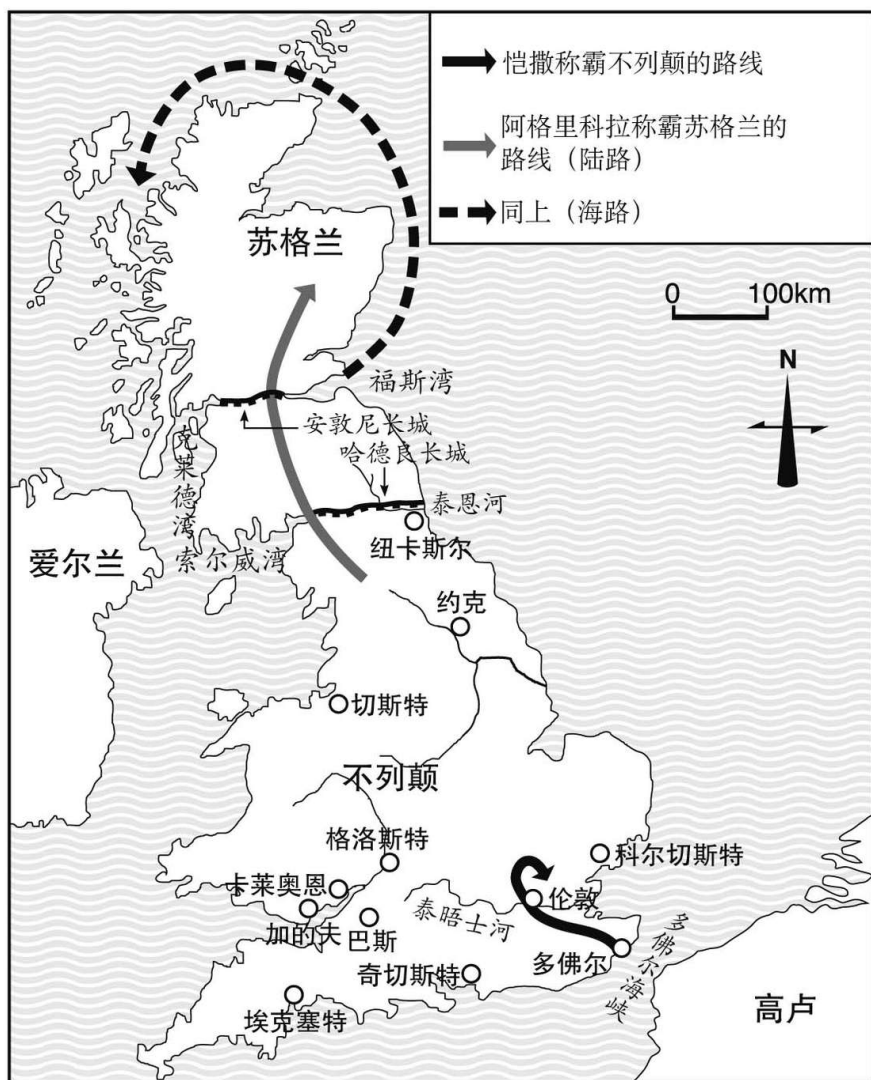 恺撒称霸不列颠的路线
阿格里科拉称霸苏格兰的
路线（陆路）
同上（海路）
苏格兰
0 100km
N
福斯湾
安敦尼长城
克莱德湾
哈德良长城
泰恩河
纽卡斯尔
爱尔兰
索尔威湾
约克
切斯特
不列颠
格洛斯特
科尔切斯特
卡莱奥恩
伦敦
加的夫
巴斯
泰晤士河
多佛尔
多佛尔海峡
奇切斯特
埃克塞特
高卢